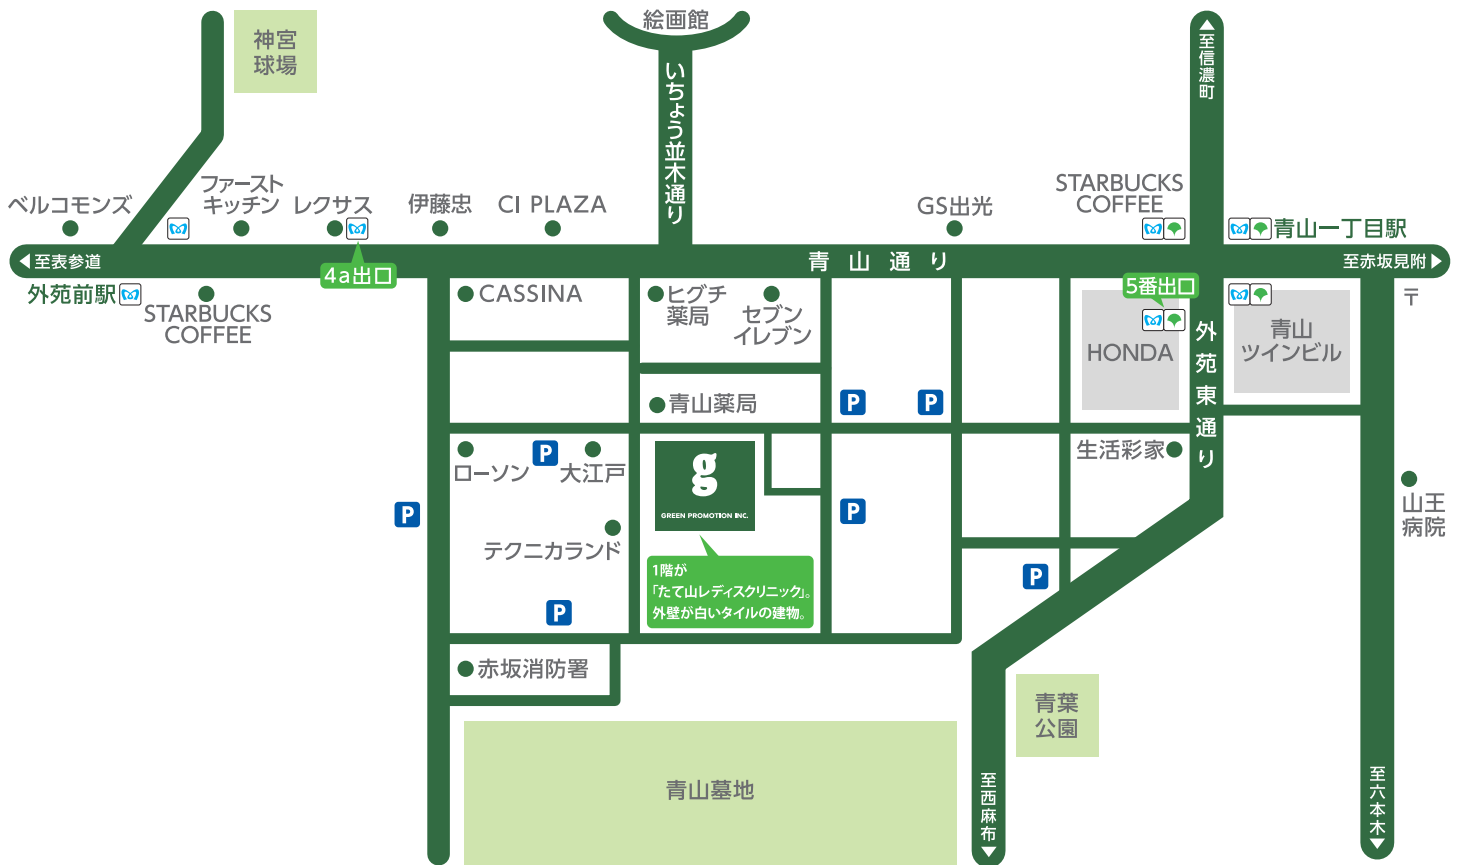 絵画館
神宮
球場
至信濃町
いちょう並木通り
ベルコモンズ
ファースト
キッチン
レクサス
伊藤忠
CI PLAZA
GS出光
STARBUCKS
COFFEE
青山一丁目駅
至表参道
4a出口
青山通り
至赤坂見附
外苑前駅
STARBUCKS
COFFEE
CASSINA
ヒグチ
薬局
セブン
イレブン
5番出口
HONDA
外苑東通り
青山
ツインビル
〒
青山薬局
P
P
ローソン
P
大江戸
g
GREEN PROMOTION INC.
生活彩家
P
P
山王
病院
テクニカランド
1階が
「たて山レディスクリニック」。
外壁が白いタイルの建物。
P
P
赤坂消防署
青葉
公園
青山墓地
至西麻布
至六本木